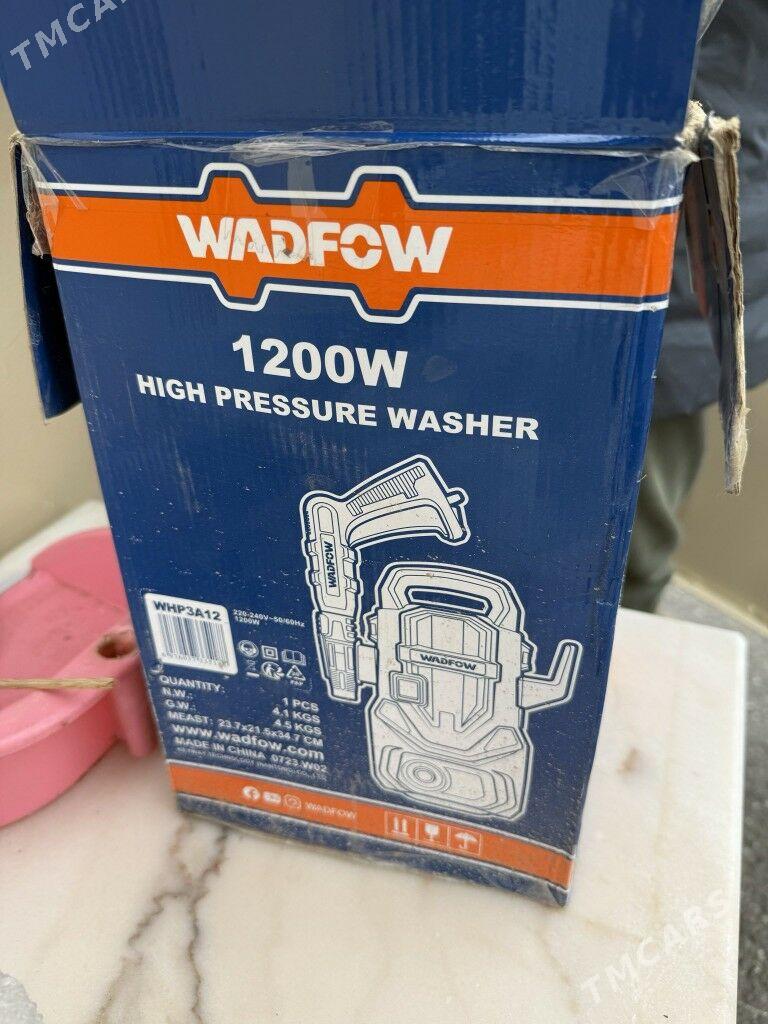 TMCARS
WADFOW
1200W
HIGH PRESSURE WASHER
WADFOW
WADFOW
WHP3A12
220-240V~50/60Hz
1200W
PAP
QUANTITY: 1 PCS
N.W.: 4.1 KGS
G.W.: 4.5 KGS
MEAST: 23.7x21.5x34.7 CM
www.wadfow.com
MADE IN CHINA 0723.W02
WADFOW
TMCARS